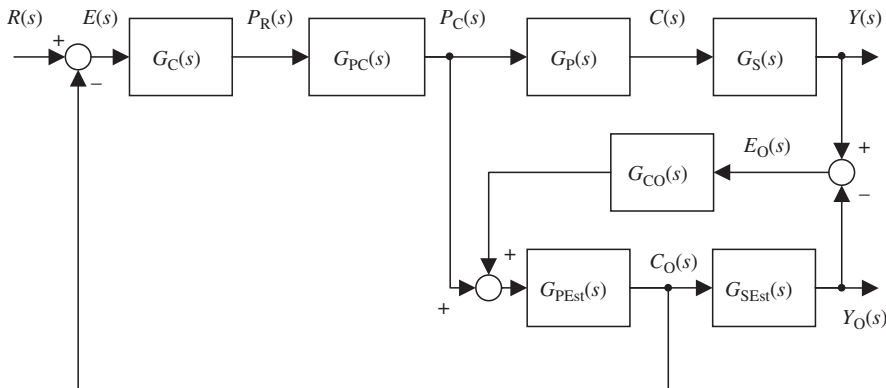 R(s) E(s) P_R(s) P_C(s) C(s) Y(s)
+ G_C(s) G_PC(s) G_P(s) G_S(s)
−
E_O(s) +
G_CO(s)
−
+ C_O(s)
G_PEst(s) G_SEst(s)
+ Y_O(s)